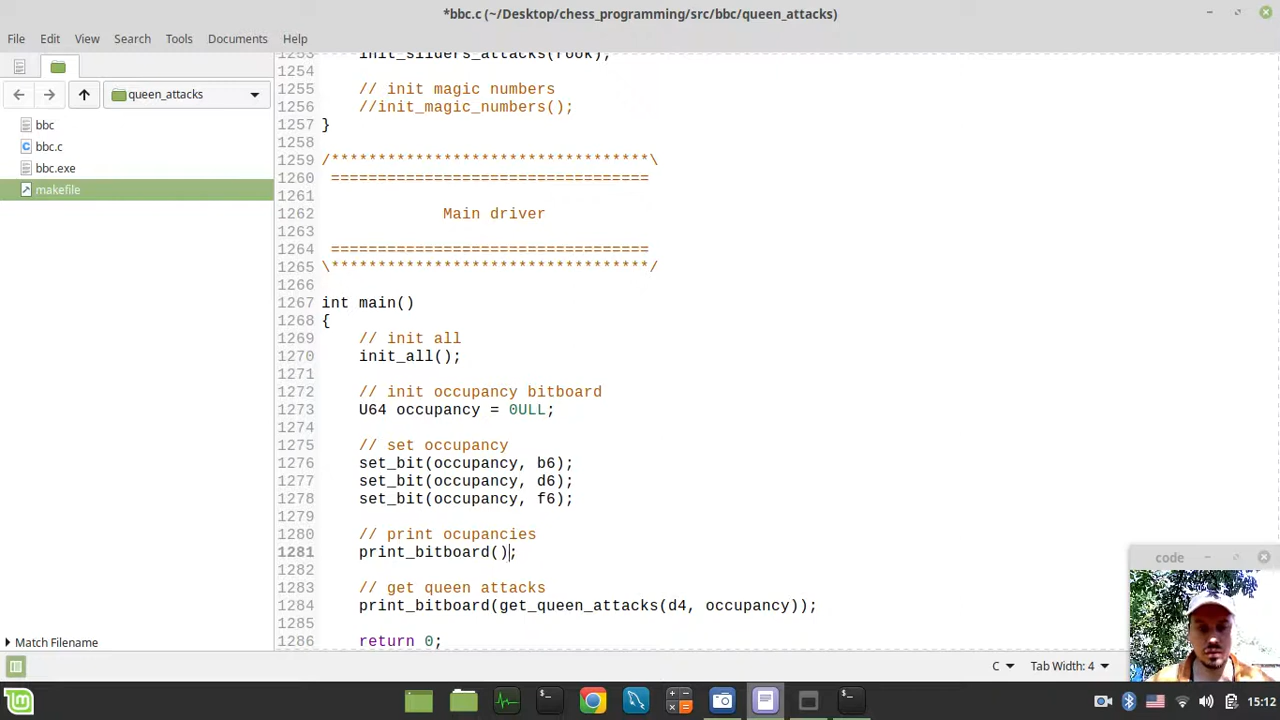 *bbc.c (~/Desktop/chess_programming/src/bbc/queen_attacks)
File Edit View Search Tools Documents Help
queen_attacks
bbc
bbc.c
bbc.exe
makefile
Match Filename
1253 init_sliders_attacks(rook);
1254
1255 // init magic numbers
1256 //init_magic_numbers();
1257 }
1258
1259 /**********************************\
1260 ==================================
1261
1262 Main driver
1263
1264 ==================================
1265 \**********************************/
1266
1267 int main()
1268 {
1269 // init all
1270 init_all();
1271
1272 // init occupancy bitboard
1273 U64 occupancy = 0ULL;
1274
1275 // set occupancy
1276 set_bit(occupancy, b6);
1277 set_bit(occupancy, d6);
1278 set_bit(occupancy, f6);
1279
1280 // print ocupancies
1281 print_bitboard();
1282
1283 // get queen attacks
1284 print_bitboard(get_queen_attacks(d4, occupancy));
1285
1286 return 0;
code
C Tab Width: 4
15:12